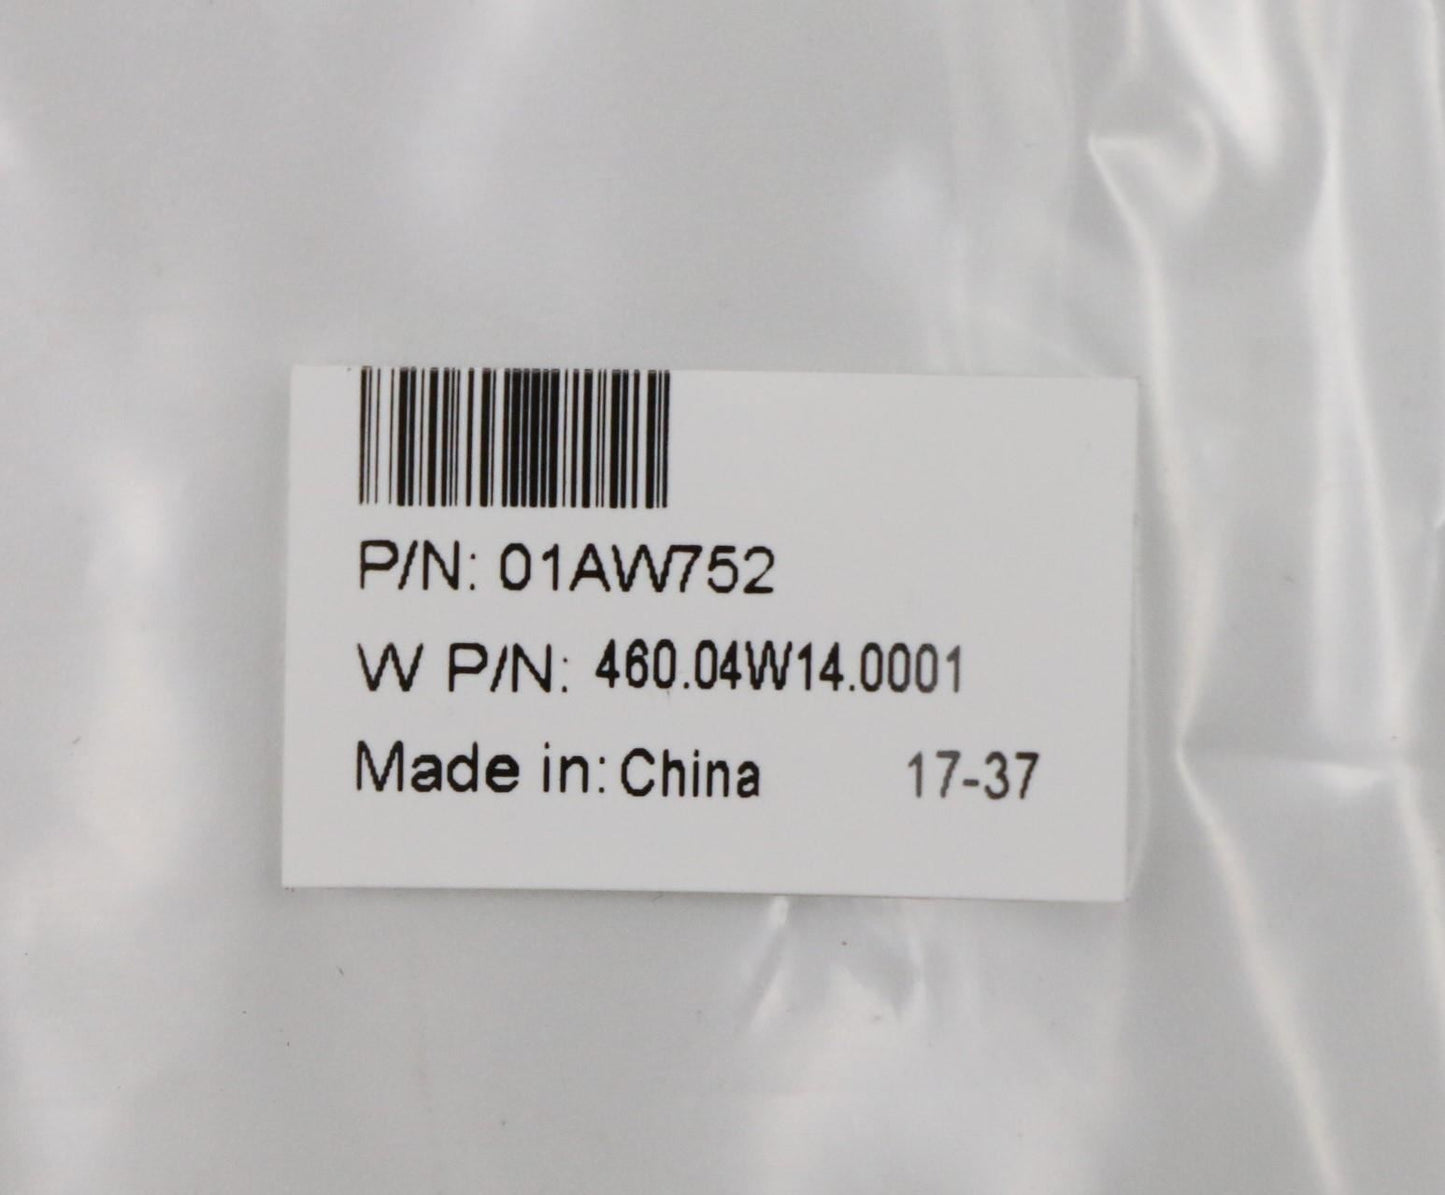 P/N: 01AW752
W P/N: 460.04W14.0001
Made in: China 17-37